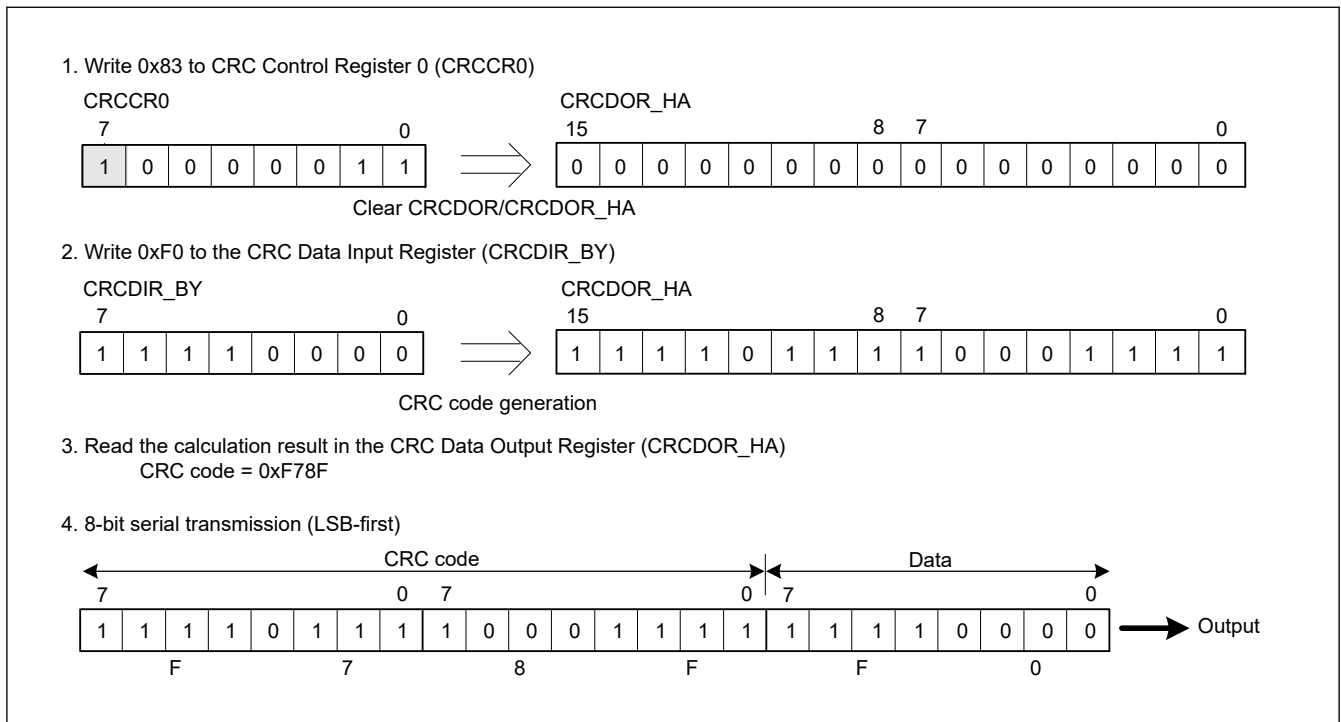 1. Write 0x83 to CRC Control Register 0 (CRCCR0)
CRCCR0 CRCDOR_HA
7 0 15 8 7 0
1 0 0 0 0 0 1 1 0 0 0 0 0 0 0 0 0 0 0 0 0 0 0 0
Clear CRCDOR/CRCDOR_HA
2. Write 0xF0 to the CRC Data Input Register (CRCDIR_BY)
CRCDIR_BY CRCDOR_HA
7 0 15 8 7 0
1 1 1 1 0 0 0 0 1 1 1 1 0 1 1 1 1 0 0 0 1 1 1 1
CRC code generation
3. Read the calculation result in the CRC Data Output Register (CRCDOR_HA)
CRC code = 0xF78F
4. 8-bit serial transmission (LSB-first)
CRC code Data
7 0 7 0 7 0
1 1 1 1 0 1 1 1 1 0 0 0 1 1 1 1 1 1 1 1 0 0 0 0 Output
F 7 8 F F 0